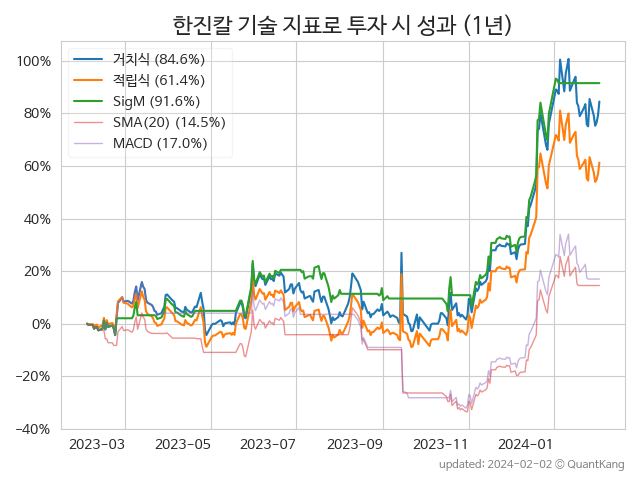 한진칼 기술 지표로 투자 시 성과 (1년)
거치식 (84.6%)
적립식 (61.4%)
SigM (91.6%)
SMA(20) (14.5%)
MACD (17.0%)
100%
80%
60%
40%
20%
0%
−20%
−40%
2023-03 2023-05 2023-07 2023-09 2023-11 2024-01
updated: 2024-02-02 © QuantKang